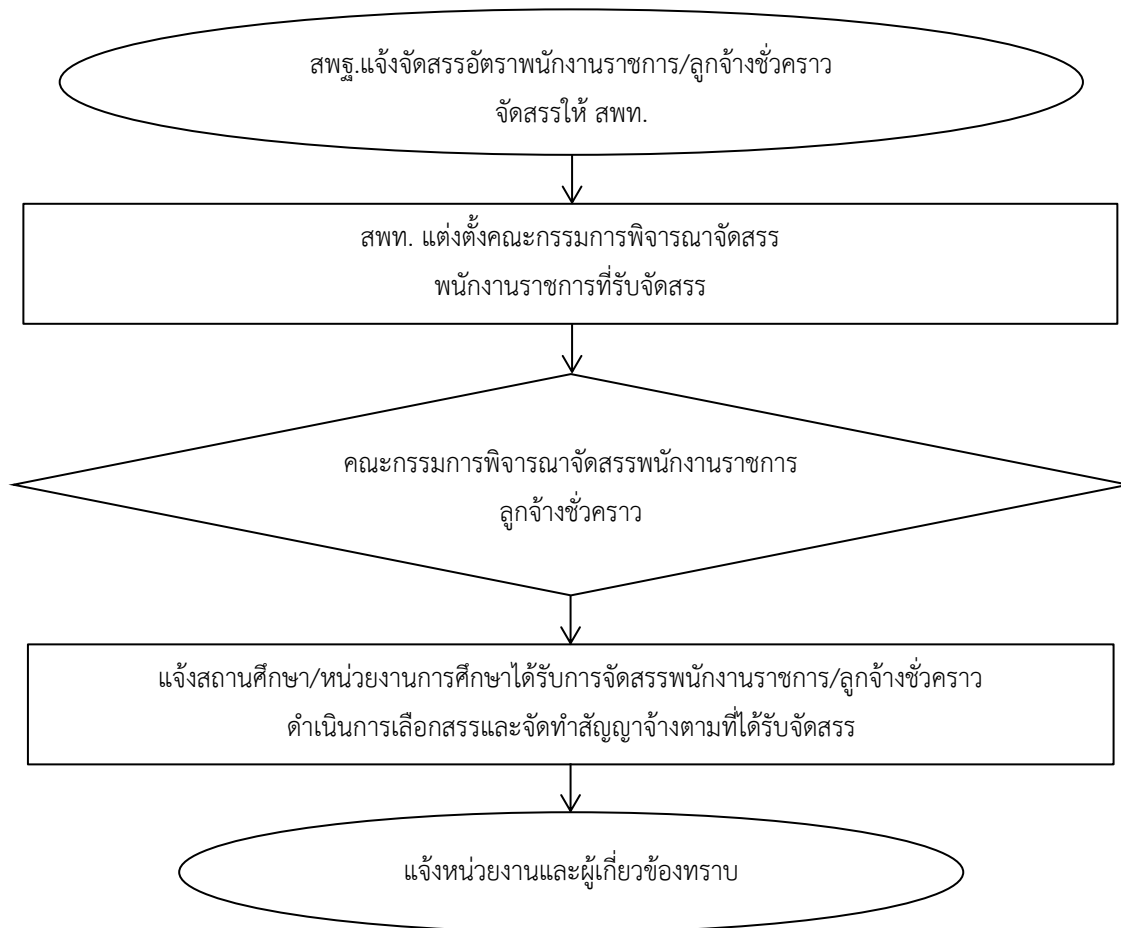 สพฐ.แจ้งจัดสรรอัตราพนักงานราชการ/ลูกจ้างชั่วคราว
จัดสรรให้ สพท.
สพท. แต่งตั้งคณะกรรมการพิจารณาจัดสรร
พนักงานราชการที่รับจัดสรร
คณะกรรมการพิจารณาจัดสรรพนักงานราชการ
ลูกจ้างชั่วคราว
แจ้งสถานศึกษา/หน่วยงานการศึกษาได้รับการจัดสรรพนักงานราชการ/ลูกจ้างชั่วคราว
ดำเนินการเลือกสรรและจัดทำสัญญาจ้างตามที่ได้รับจัดสรร
แจ้งหน่วยงานและผู้เกี่ยวข้องทราบ